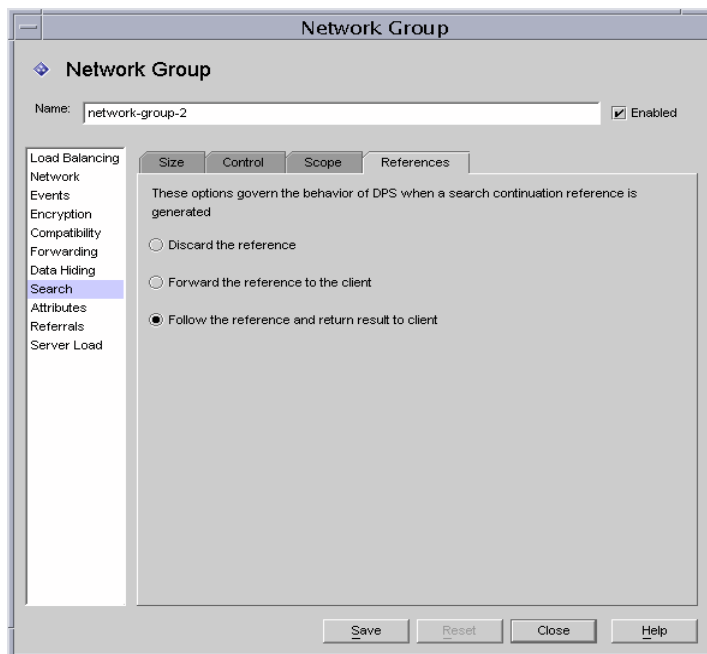 Network Group
Network Group
Name: network-group-2 Enabled
Load Balancing
Network
Events
Encryption
Compatibility
Forwarding
Data Hiding
Search
Attributes
Referrals
Server Load
Size Control Scope References
These options govern the behavior of DPS when a search continuation reference is
generated
Discard the reference
Forward the reference to the client
Follow the reference and return result to client
Save Reset Close Help